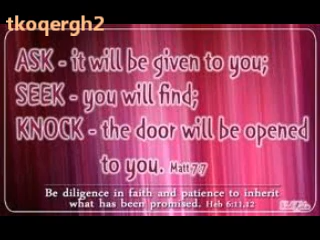 tkoqergh2
ASK - it will be given to you;
SEEK - you will find;
KNOCK - the door will be opened
to you. Matt 7:7
Be diligence in faith and patience to inherit
what has been promised. Heb 6:11,12